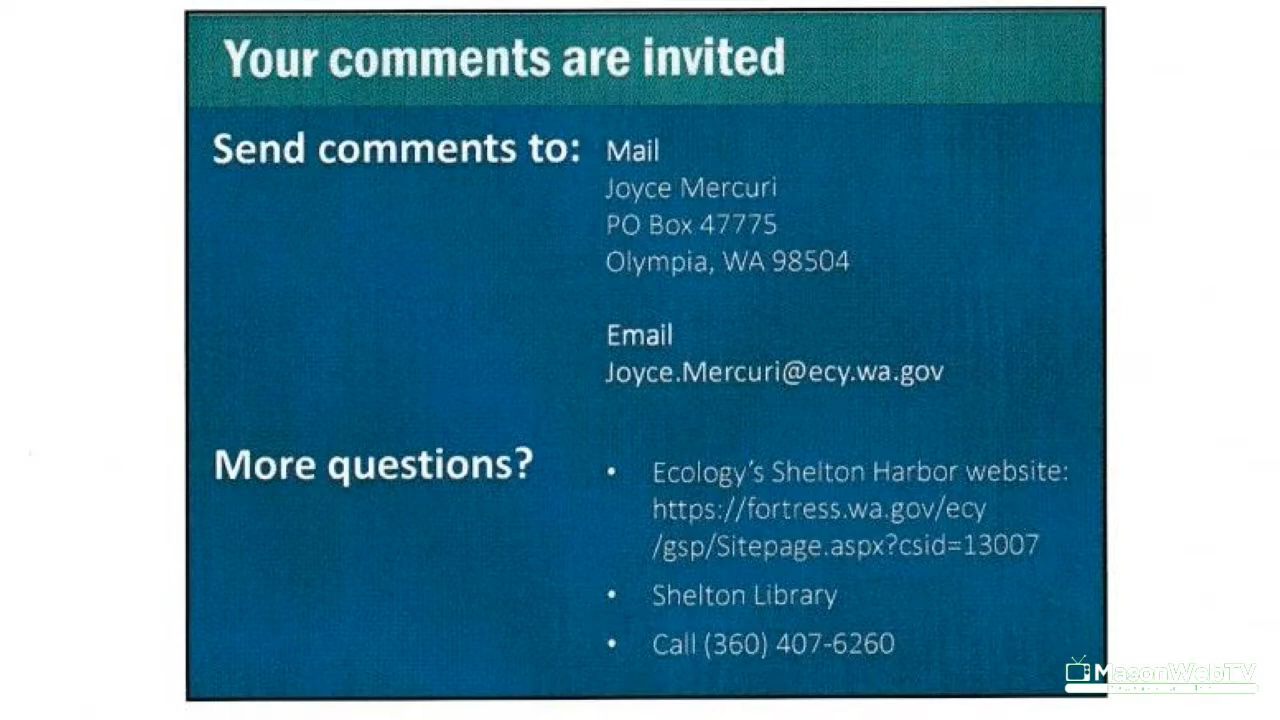 Your comments are invited
Send comments to:
Mail
Joyce Mercuri
PO Box 47775
Olympia, WA 98504
Email
Joyce.Mercuri@ecy.wa.gov
More questions?
• Ecology's Shelton Harbor website:
https://fortress.wa.gov/ecy
/gsp/Sitepage.aspx?csid=13007
• Shelton Library
• Call (360) 407-6260
MasonWebTV